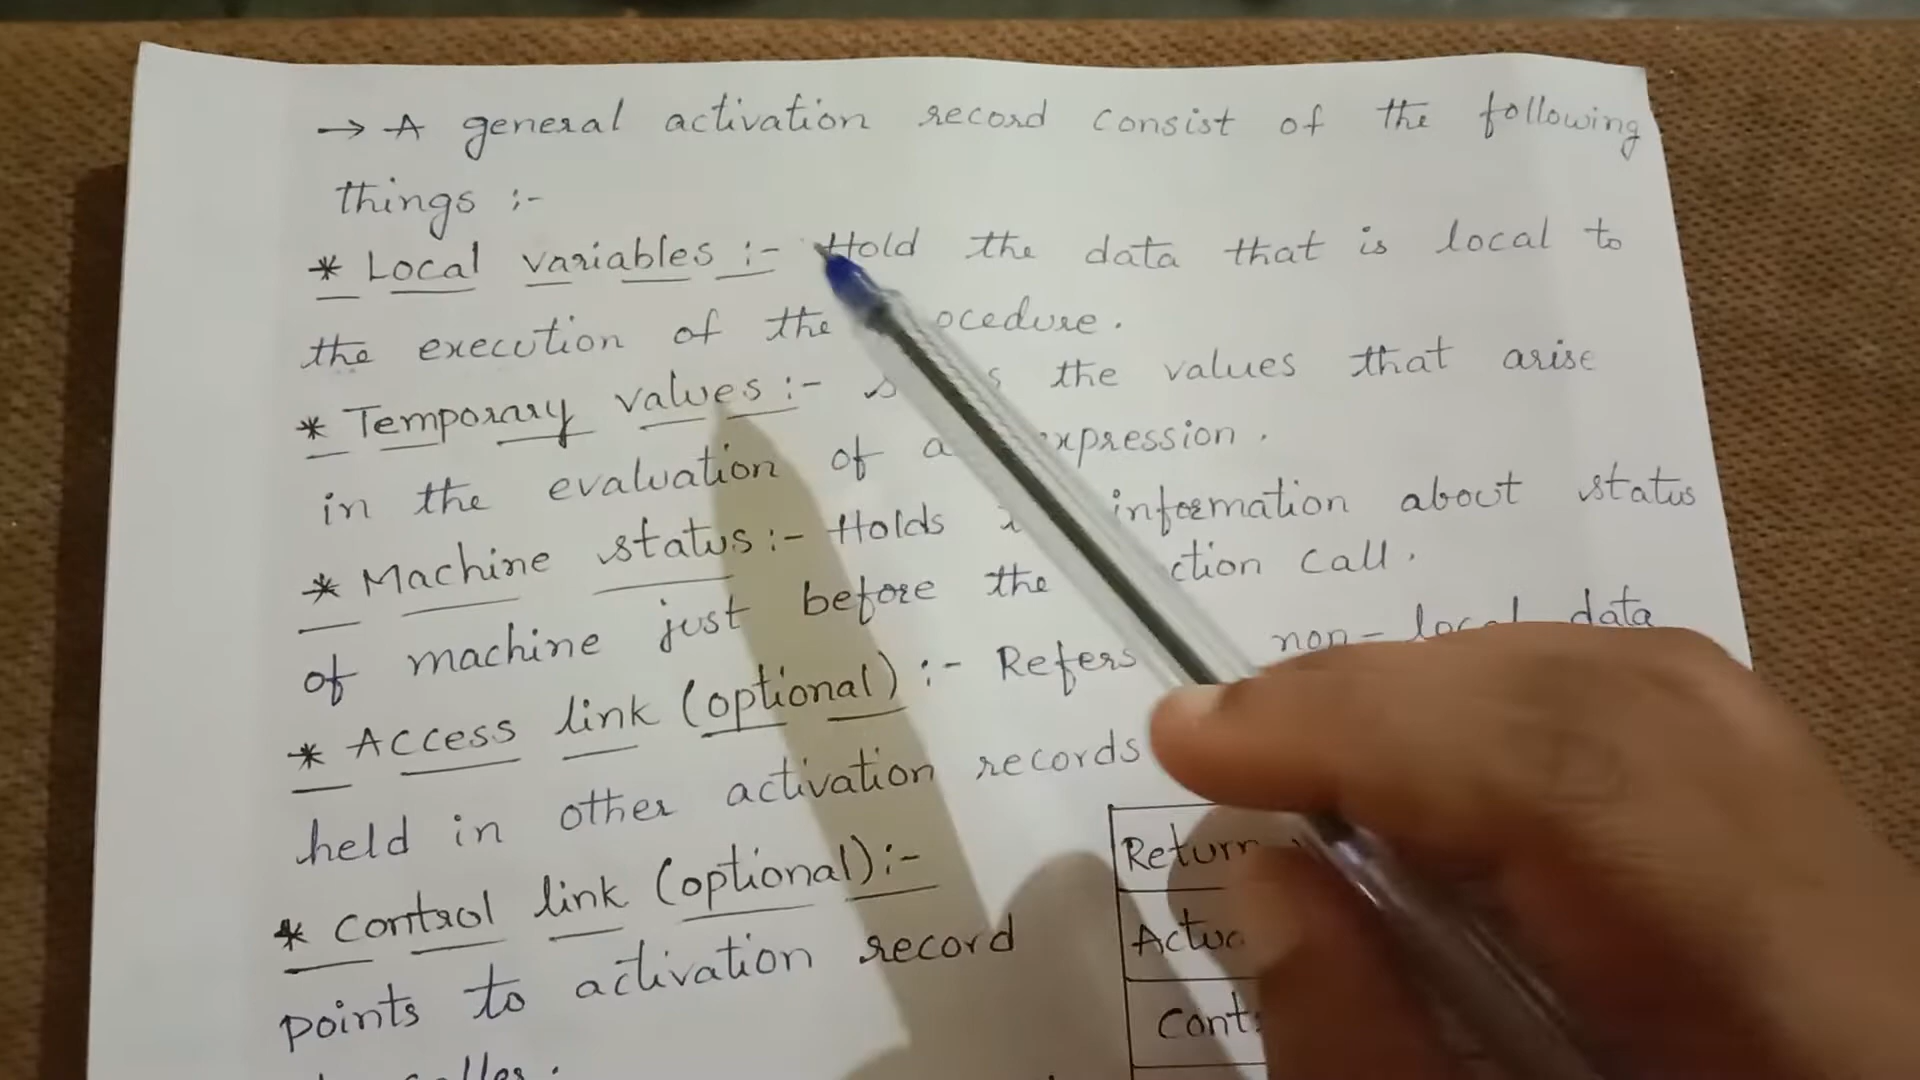 → A general activation record consist of the following
things :-
* Local variables :- Hold the data that is local to
the execution of the ocedure.
* Temporary values :- s s the values that arise
in the evaluation of a xpression.
* Machine status :- Holds information about status
of machine just before the ction call.
* Access link (optional) :- Refers non-local data
held in other activation records
* Control link (optional) :-
points to activation record
Return
Actua
Cont